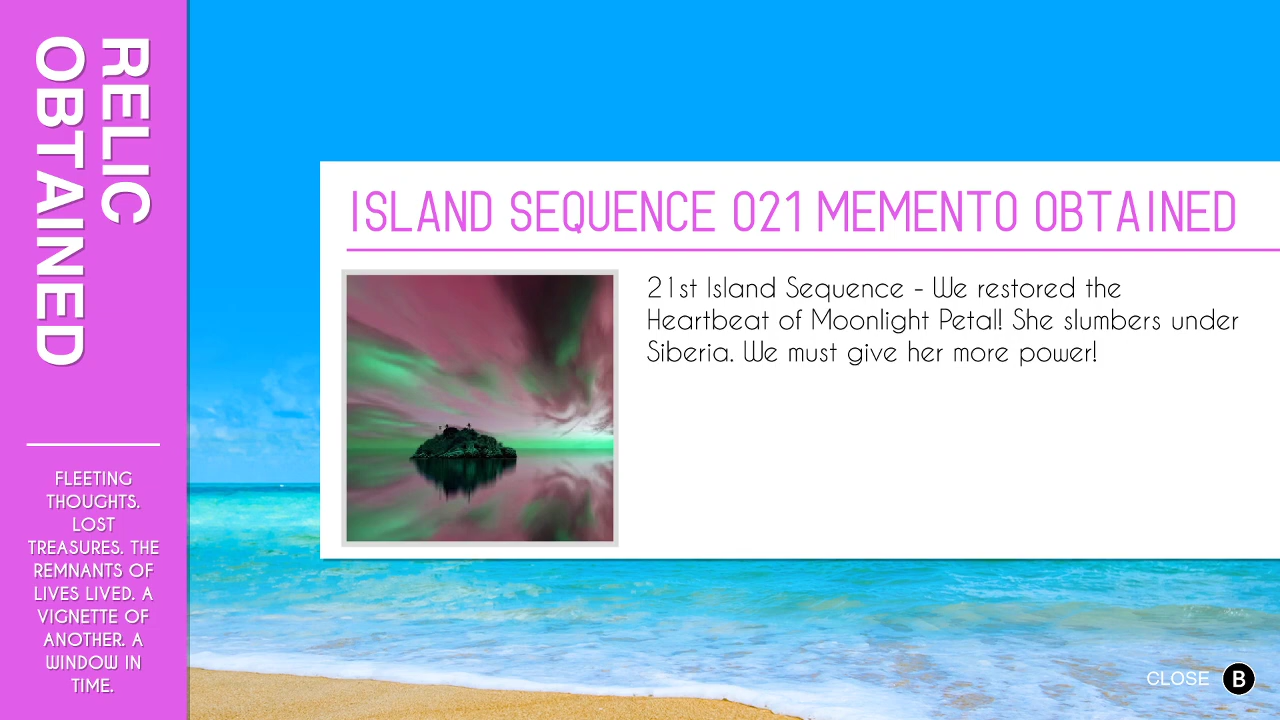 RELIC
OBTAINED
FLEETING
THOUGHTS.
LOST
TREASURES. THE
REMNANTS OF
LIVES LIVED. A
VIGNETTE OF
ANOTHER. A
WINDOW IN
TIME.
ISLAND SEQUENCE 021 MEMENTO OBTAINED
21st Island Sequence - We restored the
Heartbeat of Moonlight Petal! She slumbers under
Siberia. We must give her more power!
CLOSE B